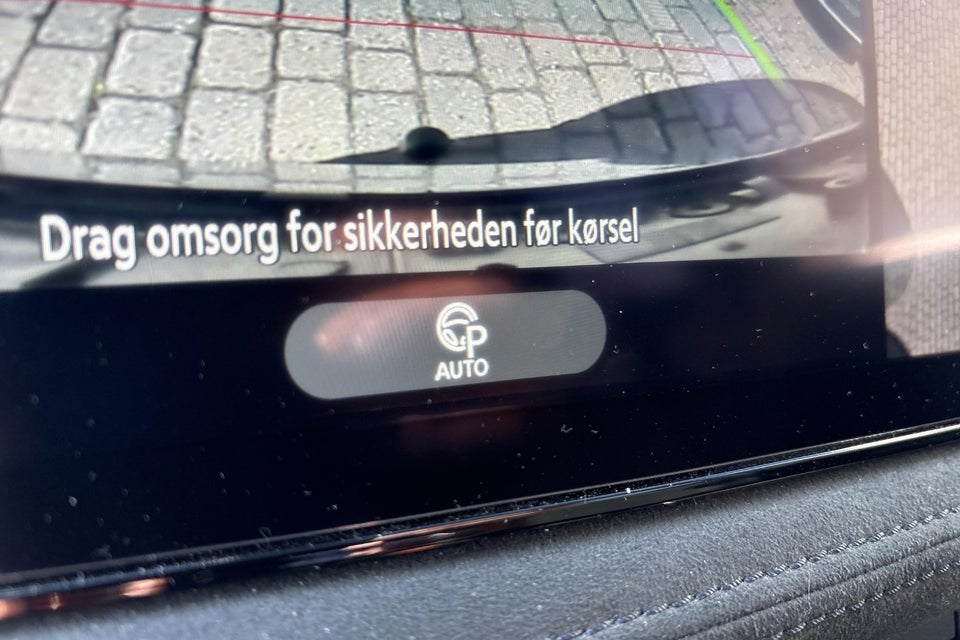 Drag omsorg for sikkerheden før kørsel
P
AUTO